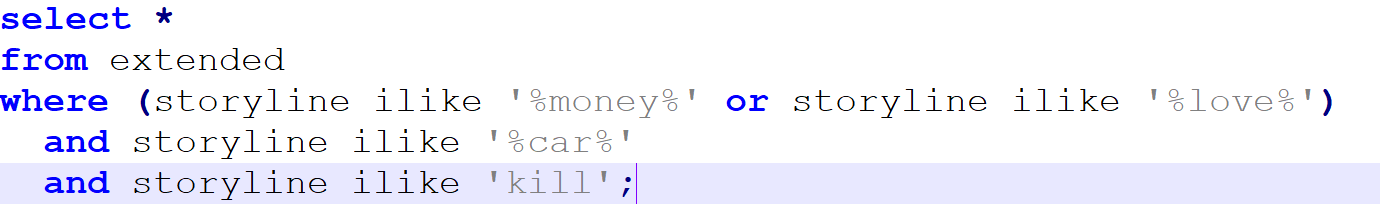 select *
from extended
where (storyline ilike '%money%' or storyline ilike '%love%')
  and storyline ilike '%car%'
  and storyline ilike 'kill';